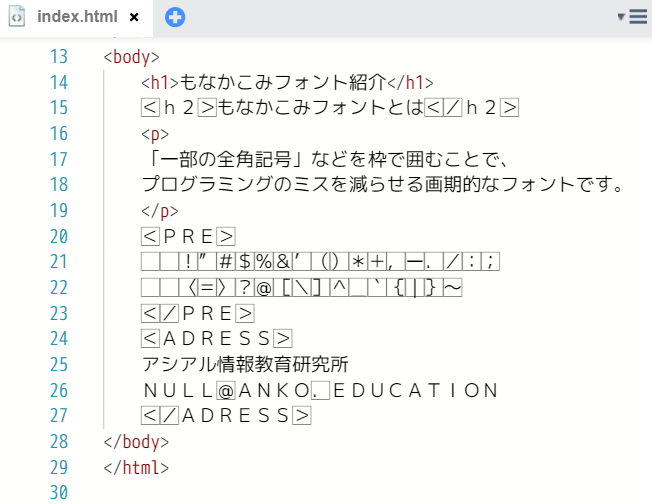 index.html ×
13 <body>
14 <h1>もなかこみフォント紹介</h1>
15 <h2>もなかこみフォントとは</h2>
16 <p>
17 「一部の全角記号」などを枠で囲むことで、
18 プログラミングのミスを減らせる画期的なフォントです。
19 </p>
20 <PRE>
21   !”#$%&’()*+,ー./:;
22   〈=〉?@[\]^_`{|}~
23 </PRE>
24 <ADRESS>
25 アシアル情報教育研究所
26 NULL@ANKO.EDUCATION
27 </ADRESS>
28 </body>
29 </html>
30